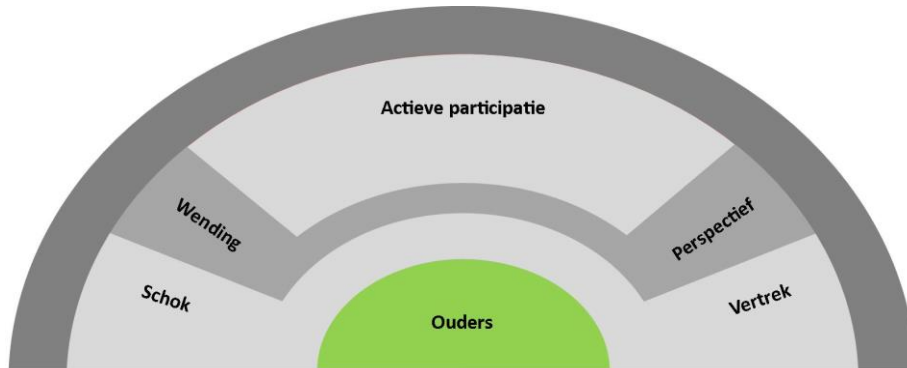 Actieve participatie
Wending
Perspectief
Schok
Vertrek
Ouders